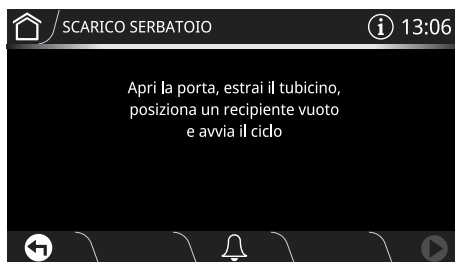 SCARICO SERBATOIO
13:06
Apri la porta, estrai il tubicino,
posiziona un recipiente vuoto
e avvia il ciclo